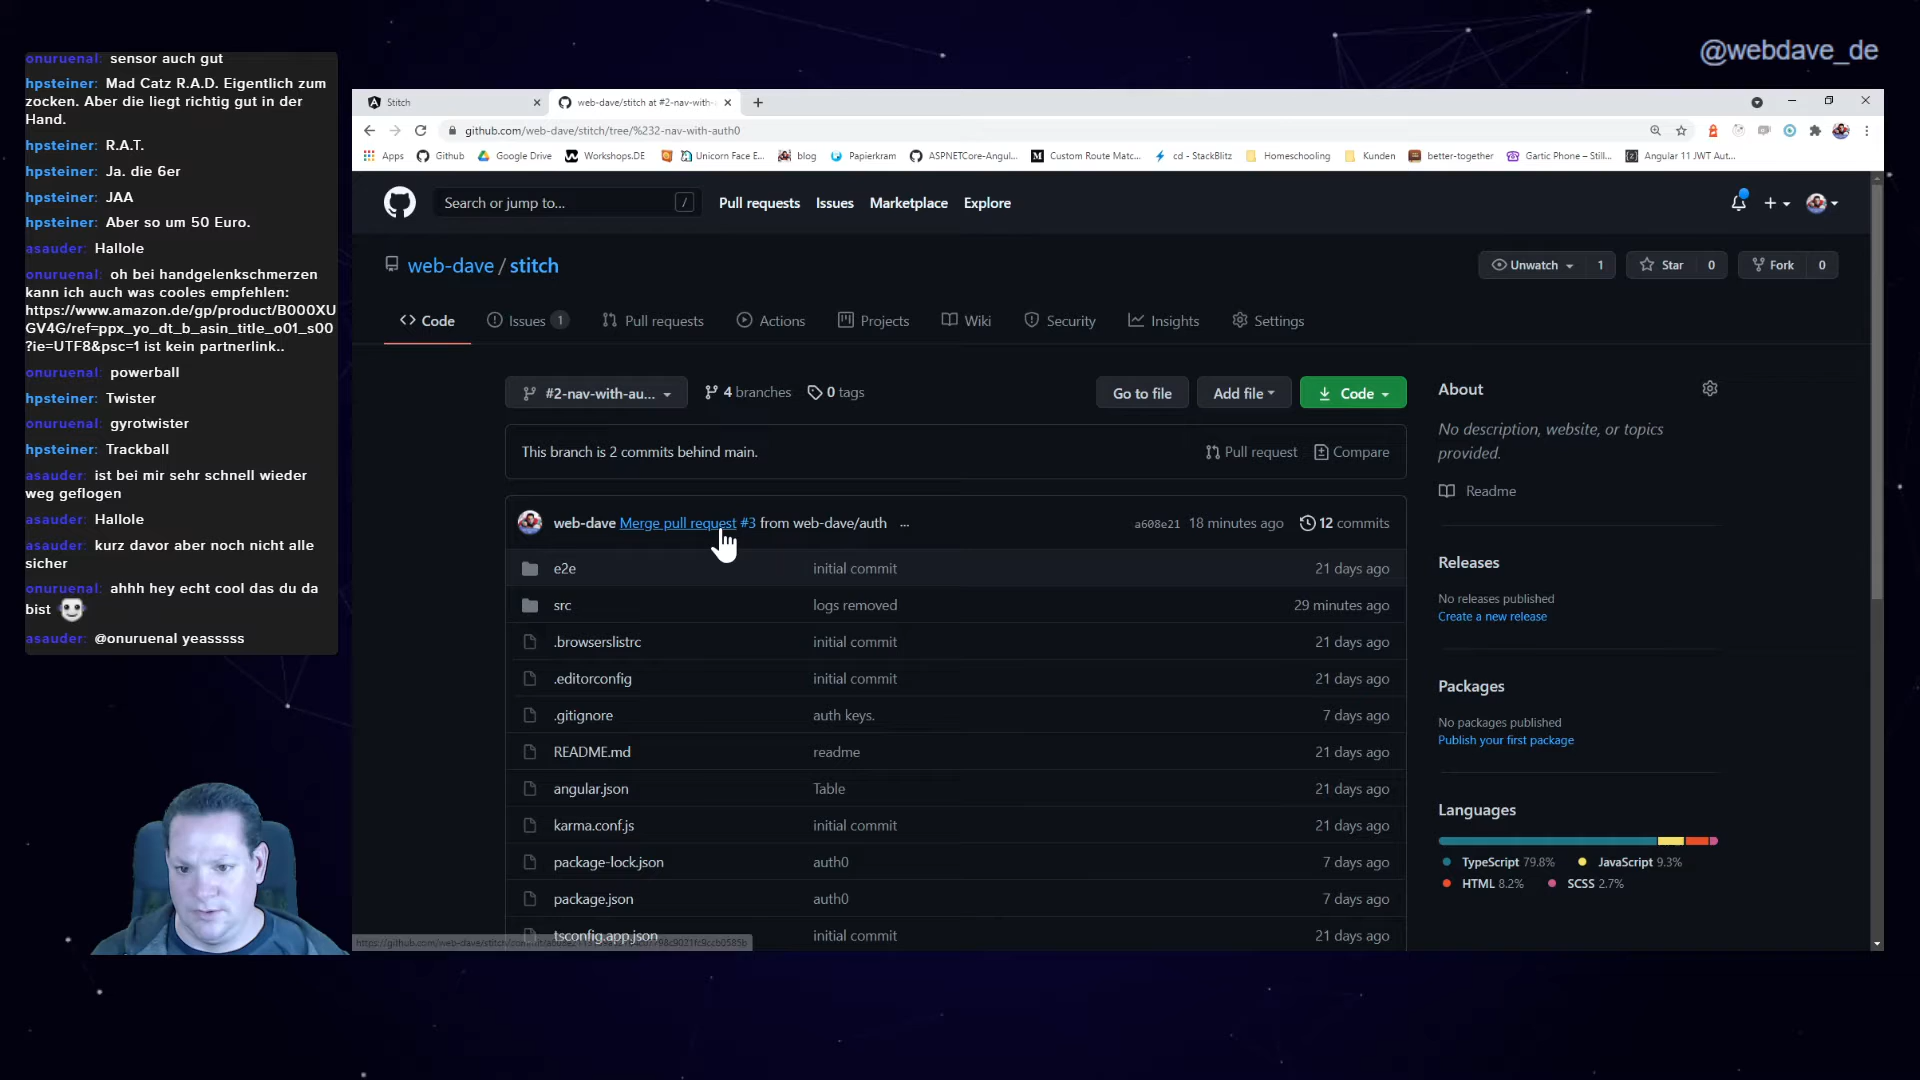 @webdave_de
onuruenal: sensor auch gut
hpsteiner: Mad Catz R.A.D. Eigentlich zum
zocken. Aber die liegt richtig gut in der
Hand.
hpsteiner: R.A.T.
hpsteiner: Ja. die 6er
hpsteiner: JAA
hpsteiner: Aber so um 50 Euro.
asauder: Hallole
onuruenal: oh bei handgelenkschmerzen
kann ich auch was cooles empfehlen:
https://www.amazon.de/gp/product/B000XU
GV4G/ref=ppx_yo_dt_b_asin_title_o01_s00
?ie=UTF8&psc=1 ist kein partnerlink..
onuruenal: powerball
hpsteiner: Twister
onuruenal: gyrotwister
hpsteiner: Trackball
asauder: ist bei mir sehr schnell wieder
weg geflogen
asauder: Hallole
asauder: kurz davor aber noch nicht alle
sicher
onuruenal: ahhh hey echt cool das du da
bist
asauder: @onuruenal yeasssss
Stitch
web-dave/stitch at #2-nav-with-
github.com/web-dave/stitch/tree/%232-nav-with-auth0
Apps Github Google Drive Workshops.DE Unicorn Face E... blog Papierkram ASPNETCore-Angul... Custom Route Matc... cd - StackBlitz Homeschooling Kunden better-together Gartic Phone – Still... Angular 11 JWT Aut...
Search or jump to... / Pull requests Issues Marketplace Explore
web-dave / stitch
Unwatch 1 Star 0 Fork 0
Code Issues 1 Pull requests Actions Projects Wiki Security Insights Settings
#2-nav-with-au... 4 branches 0 tags Go to file Add file Code
This branch is 2 commits behind main. Pull request Compare
web-dave Merge pull request #3 from web-dave/auth ... a608e21 18 minutes ago 12 commits
e2e initial commit 21 days ago
src logs removed 29 minutes ago
.browserslistrc initial commit 21 days ago
.editorconfig initial commit 21 days ago
.gitignore auth keys. 7 days ago
README.md readme 21 days ago
angular.json Table 21 days ago
karma.conf.js initial commit 21 days ago
package-lock.json auth0 7 days ago
package.json auth0 7 days ago
tsconfig.app.json initial commit 21 days ago
About
No description, website, or topics
provided.
Readme
Releases
No releases published
Create a new release
Packages
No packages published
Publish your first package
Languages
TypeScript 79.8% JavaScript 9.3%
HTML 8.2% SCSS 2.7%